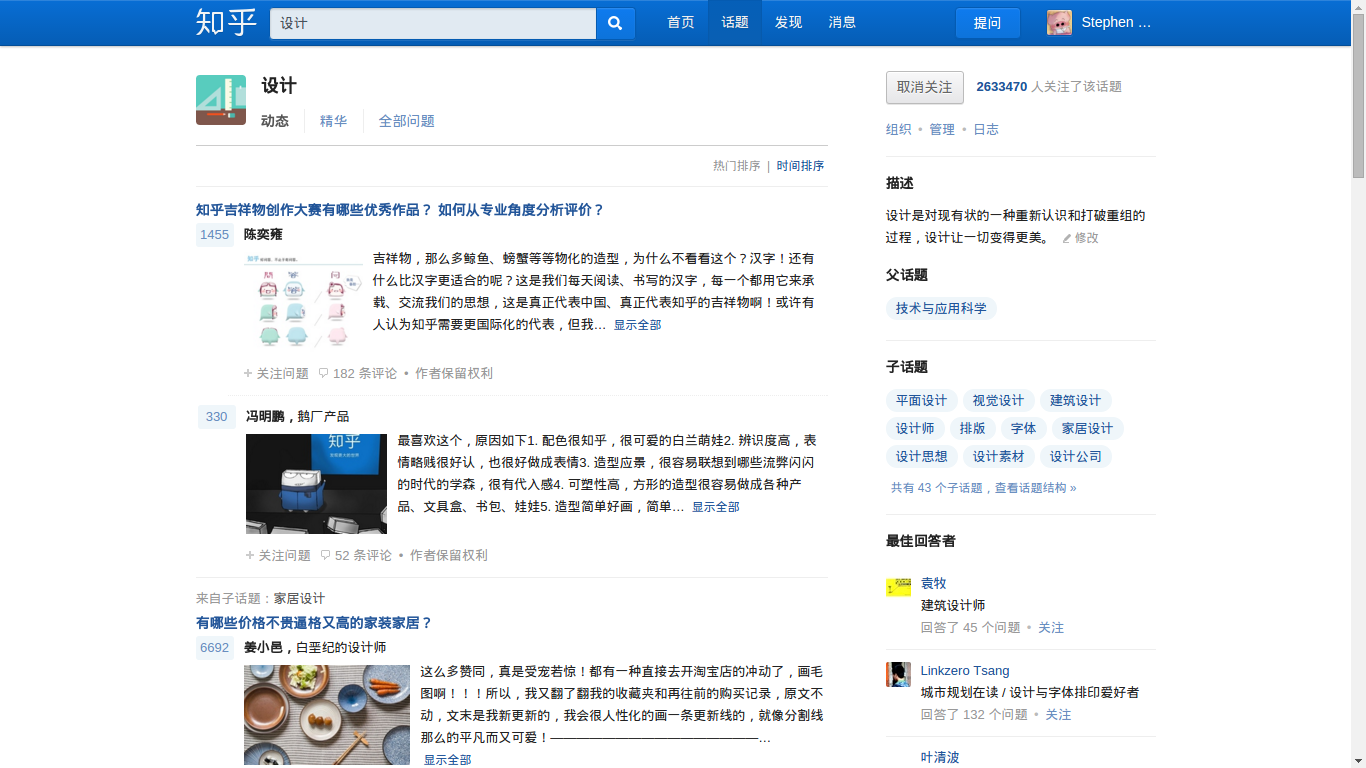 知乎
设计
首页 话题 发现 消息
提问
Stephen …
设计
动态 精华 全部问题
热门排序 | 时间排序
知乎吉祥物创作大赛有哪些优秀作品？ 如何从专业角度分析评价？
1455 陈奕雍
吉祥物，那么多鲸鱼、螃蟹等等物化的造型，为什么不看看这个？汉字！还有
什么比汉字更适合的呢？这是我们每天阅读、书写的汉字，每一个都用它来承
载、交流我们的思想，这是真正代表中国、真正代表知乎的吉祥物啊！或许有
人认为知乎需要更国际化的代表，但我… 显示全部
关注问题 182 条评论 • 作者保留权利
330 冯明鹏，鹅厂产品
知乎
最喜欢这个，原因如下1. 配色很知乎，很可爱的白兰萌娃2. 辨识度高，表
情略贱很好认，也很好做成表情3. 造型应景，很容易联想到哪些流弊闪闪
的时代的学森，很有代入感4. 可塑性高，方形的造型很容易做成各种产
品、文具盒、书包、娃娃5. 造型简单好画，简单… 显示全部
关注问题 52 条评论 • 作者保留权利
来自子话题：家居设计
有哪些价格不贵逼格又高的家装家居？
6692 姜小邑，白垩纪的设计师
这么多赞同，真是受宠若惊！都有一种直接去开淘宝店的冲动了，画毛
图啊！！！所以，我又翻了翻我的收藏夹和再往前的购买记录，原文不
动，文末是我新更新的，我会很人性化的画一条更新线的，就像分割线
那么的平凡而又可爱！————————————————…
显示全部
取消关注 2633470 人关注了该话题
组织 • 管理 • 日志
描述
设计是对现有状的一种重新认识和打破重组的
过程，设计让一切变得更美。 修改
父话题
技术与应用科学
子话题
平面设计 视觉设计 建筑设计
设计师 排版 字体 家居设计
设计思想 设计素材 设计公司
共有 43 个子话题，查看话题结构 »
最佳回答者
袁牧
建筑设计师
回答了 45 个问题 • 关注
Linkzero Tsang
城市规划在读 / 设计与字体排印爱好者
回答了 132 个问题 • 关注
叶清波